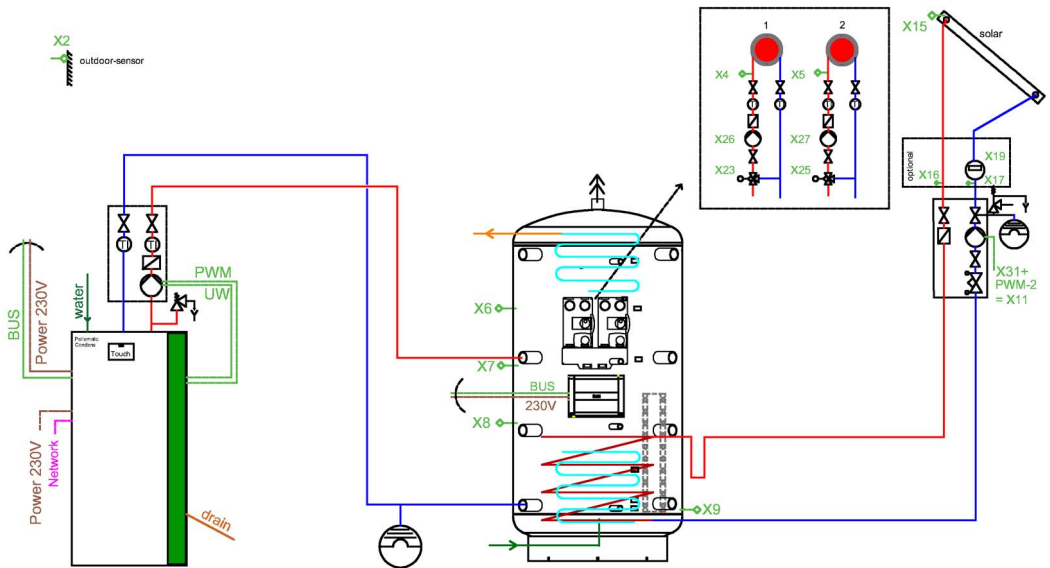 X2
outdoor-sensor
1
2
X4
X5
X26
X27
X23
X25
X15
solar
optional
X19
X16
X17
X31+
PWM-2
= X11
PWM
UW
BUS
Power 230V
water
Pellematic
Condens
Touch
Power 230V
Network
drain
X6
X7
X8
BUS
230V
X9